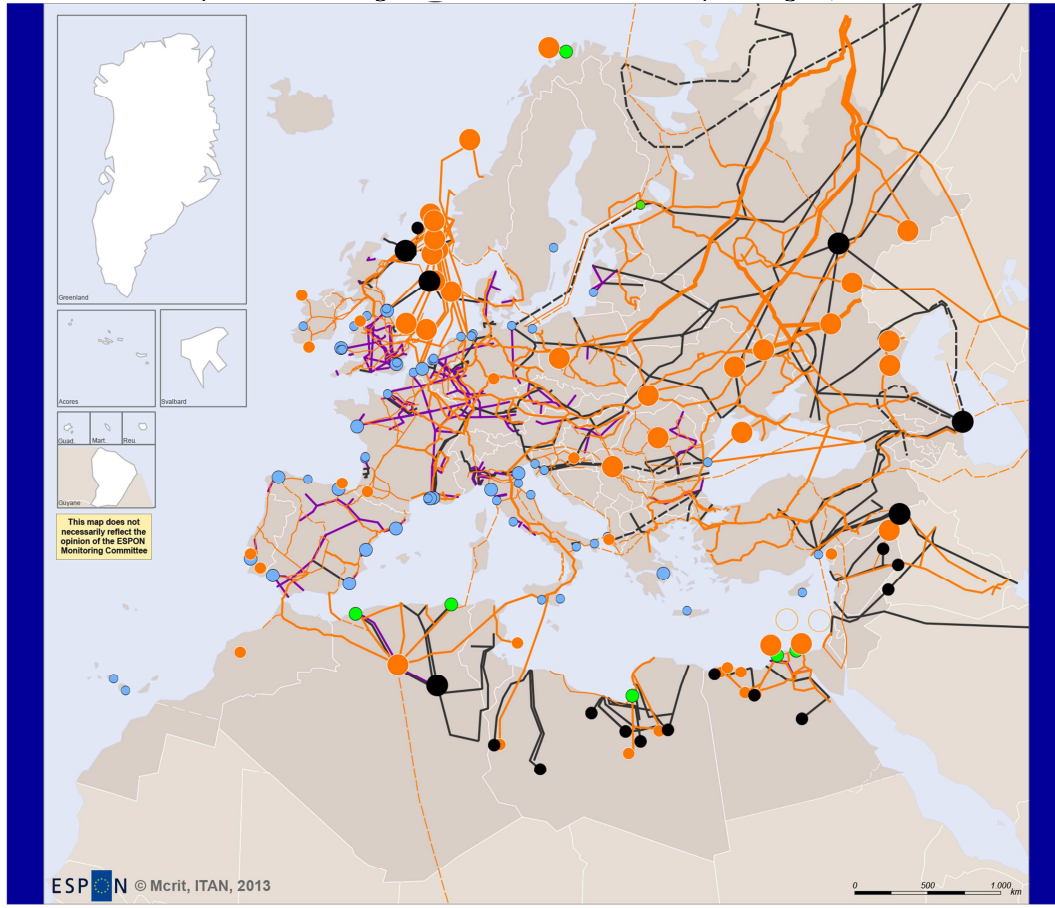 Greenland
Acores
Svalbard
Guad.
Mart.
Reu.
Guyane
This map does not
necessarily reflect the
opinion of the ESPON
Monitoring Committee
ESPON © Mcrit, ITAN, 2013
0 500 1.000
km